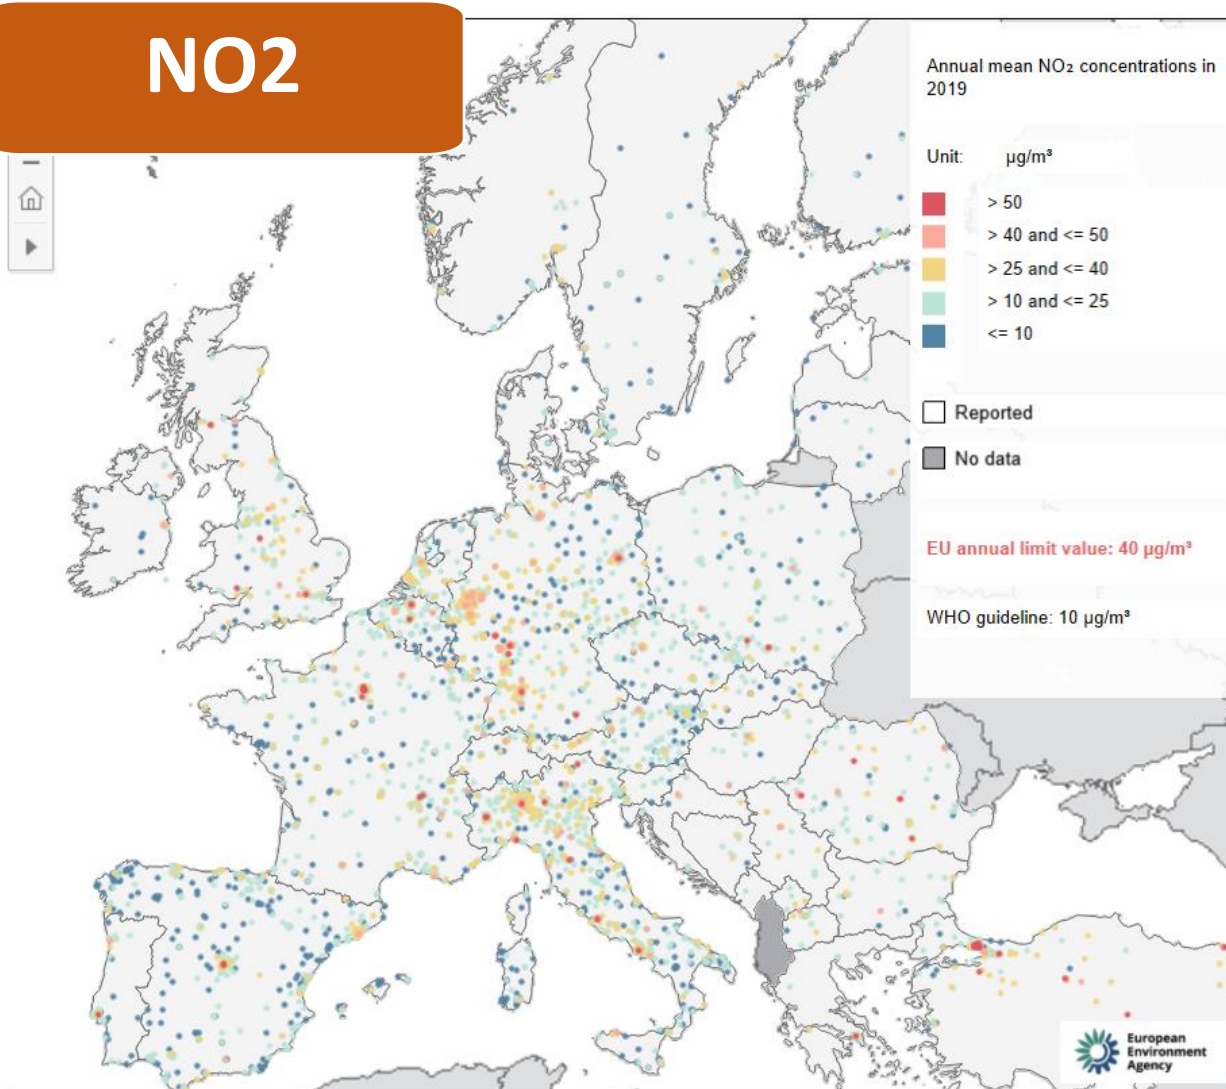 NO2
Annual mean NO₂ concentrations in
2019
Unit: µg/m³
> 50
> 40 and <= 50
> 25 and <= 40
> 10 and <= 25
<= 10
Reported
No data
EU annual limit value: 40 µg/m³
WHO guideline: 10 µg/m³
European
Environment
Agency